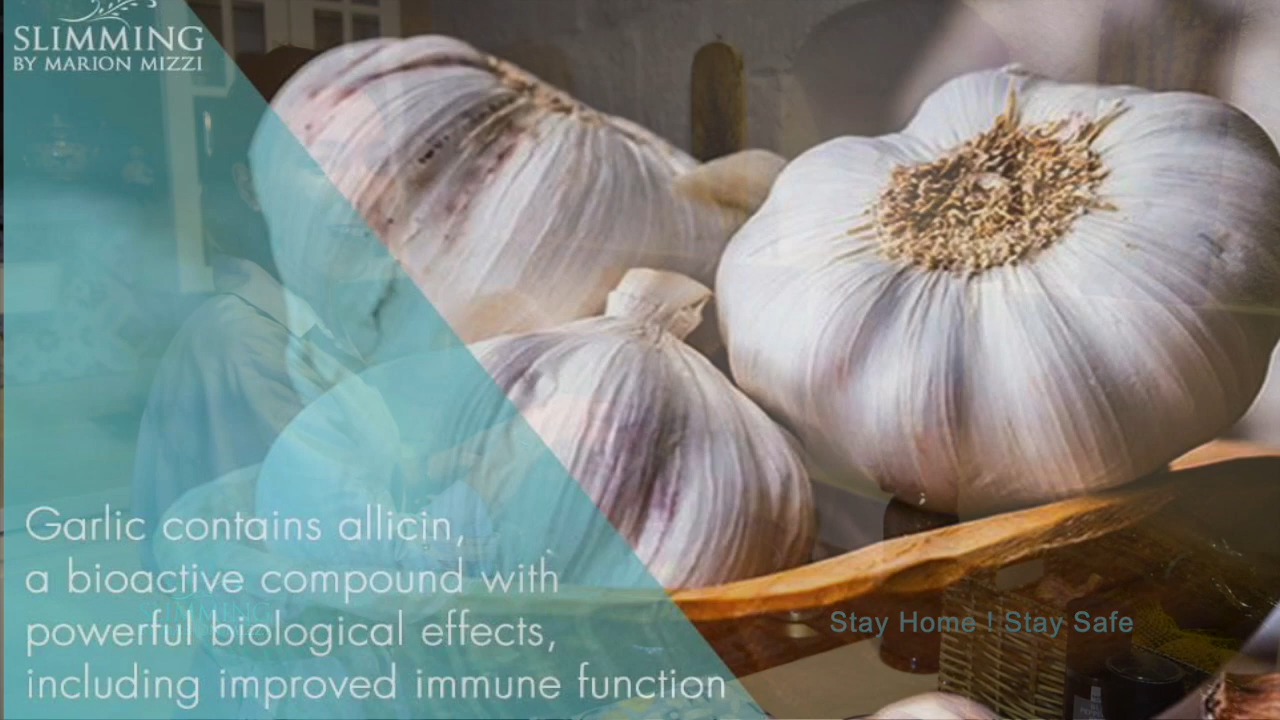 SLIMMING
BY MARION MIZZI
Garlic contains allicin,
a bioactive compound with
powerful biological effects,
including improved immune function
Stay Home ! Stay Safe